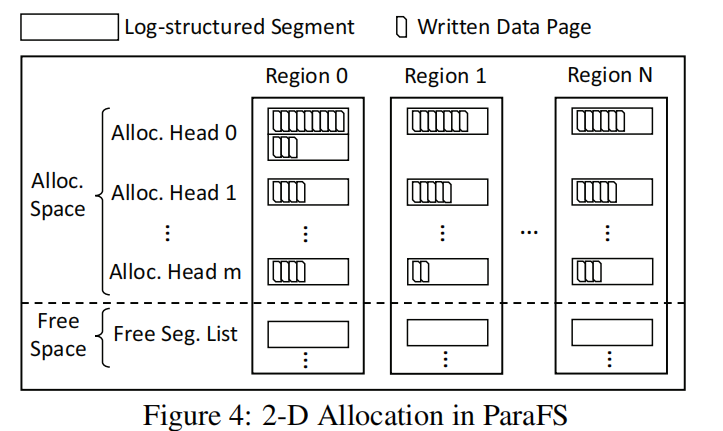 Log-structured Segment Written Data Page
Region 0 Region 1 Region N
Alloc. Head 0
Alloc. Space
Alloc. Head 1
⋮ ⋮ ⋮ ... ⋮
Alloc. Head m
Free Space
Free Seg. List
⋮ ⋮ ⋮
Figure 4: 2-D Allocation in ParaFS